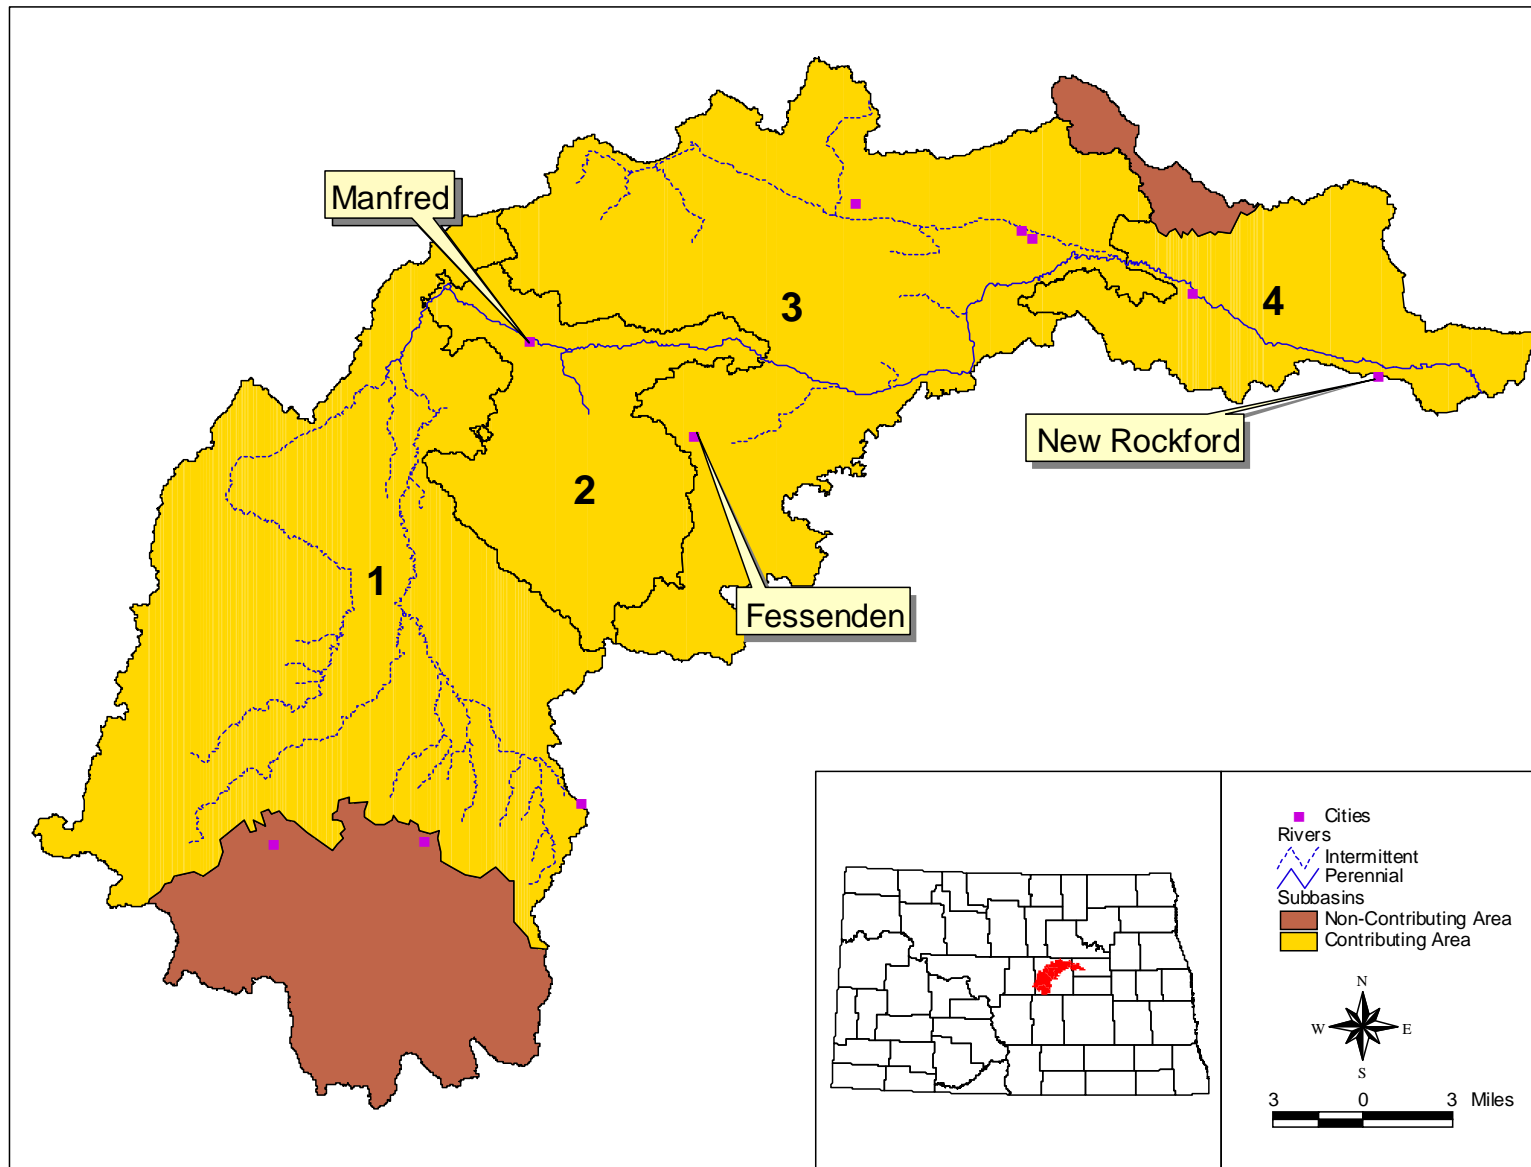 Manfred
3
4
New Rockford
2
1
Fessenden
Cities
Rivers
Intermittent
Perennial
Subbasins
Non-Contributing Area
Contributing Area
N
W E
S
3 0 3 Miles